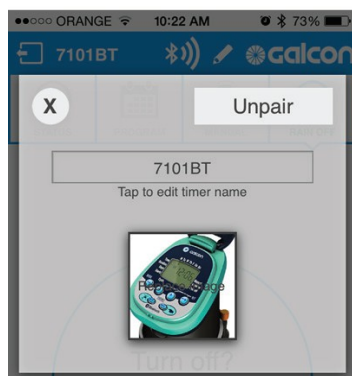 ORANGE 10:22 AM 73%
7101BT galcon
X Unpair
7101BT
Tap to edit timer name
Turn off?